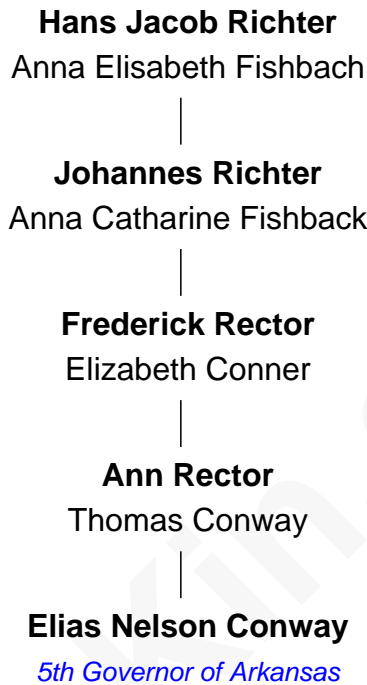 Hans Jacob Richter
Anna Elisabeth Fishbach
Johannes Richter
Anna Catharine Fishback
Frederick Rector
Elizabeth Conner
Ann Rector
Thomas Conway
Elias Nelson Conway
5th Governor of Arkansas